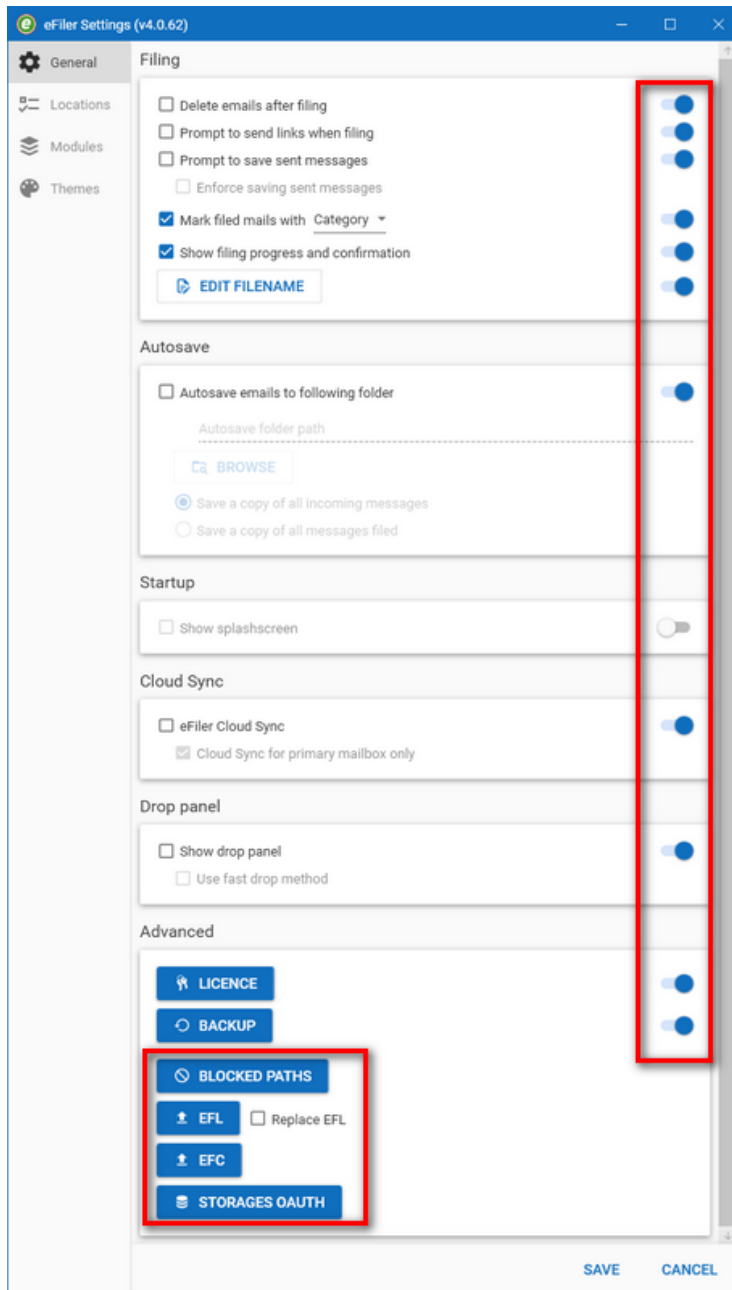 eFiler Settings (v4.0.62)
General
Locations
Modules
Themes
Filing
Delete emails after filing
Prompt to send links when filing
Prompt to save sent messages
Enforce saving sent messages
Mark filed mails with Category
Show filing progress and confirmation
EDIT FILENAME
Autosave
Autosave emails to following folder
Autosave folder path
BROWSE
Save a copy of all incoming messages
Save a copy of all messages filed
Startup
Show splashscreen
Cloud Sync
eFiler Cloud Sync
Cloud Sync for primary mailbox only
Drop panel
Show drop panel
Use fast drop method
Advanced
LICENCE
BACKUP
BLOCKED PATHS
EFL Replace EFL
EFC
STORAGES OAUTH
SAVE CANCEL